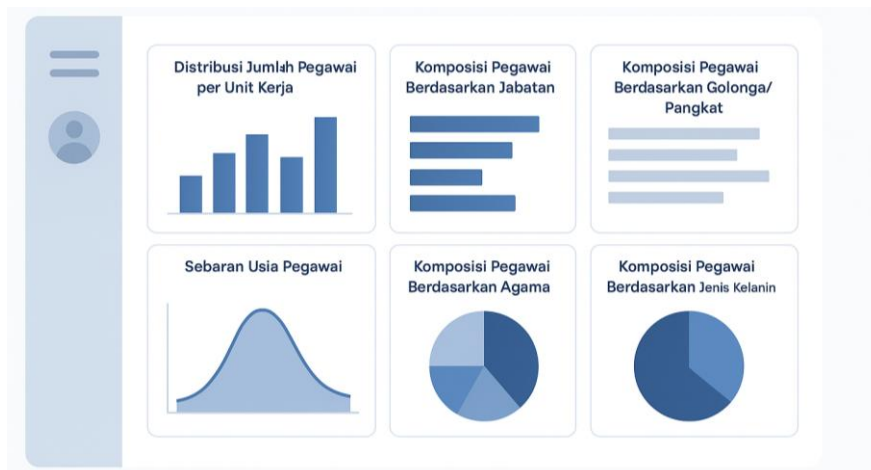 Distribusi Jumlah Pegawai
per Unit Kerja
Komposisi Pegawai
Berdasarkan Jabatan
Komposisi Pegawai
Berdasarkan Golonga/
Pangkat
Sebaran Usia Pegawai
Komposisi Pegawai
Berdasarkan Agama
Komposisi Pegawai
Berdasarkan Jenis Kelanin